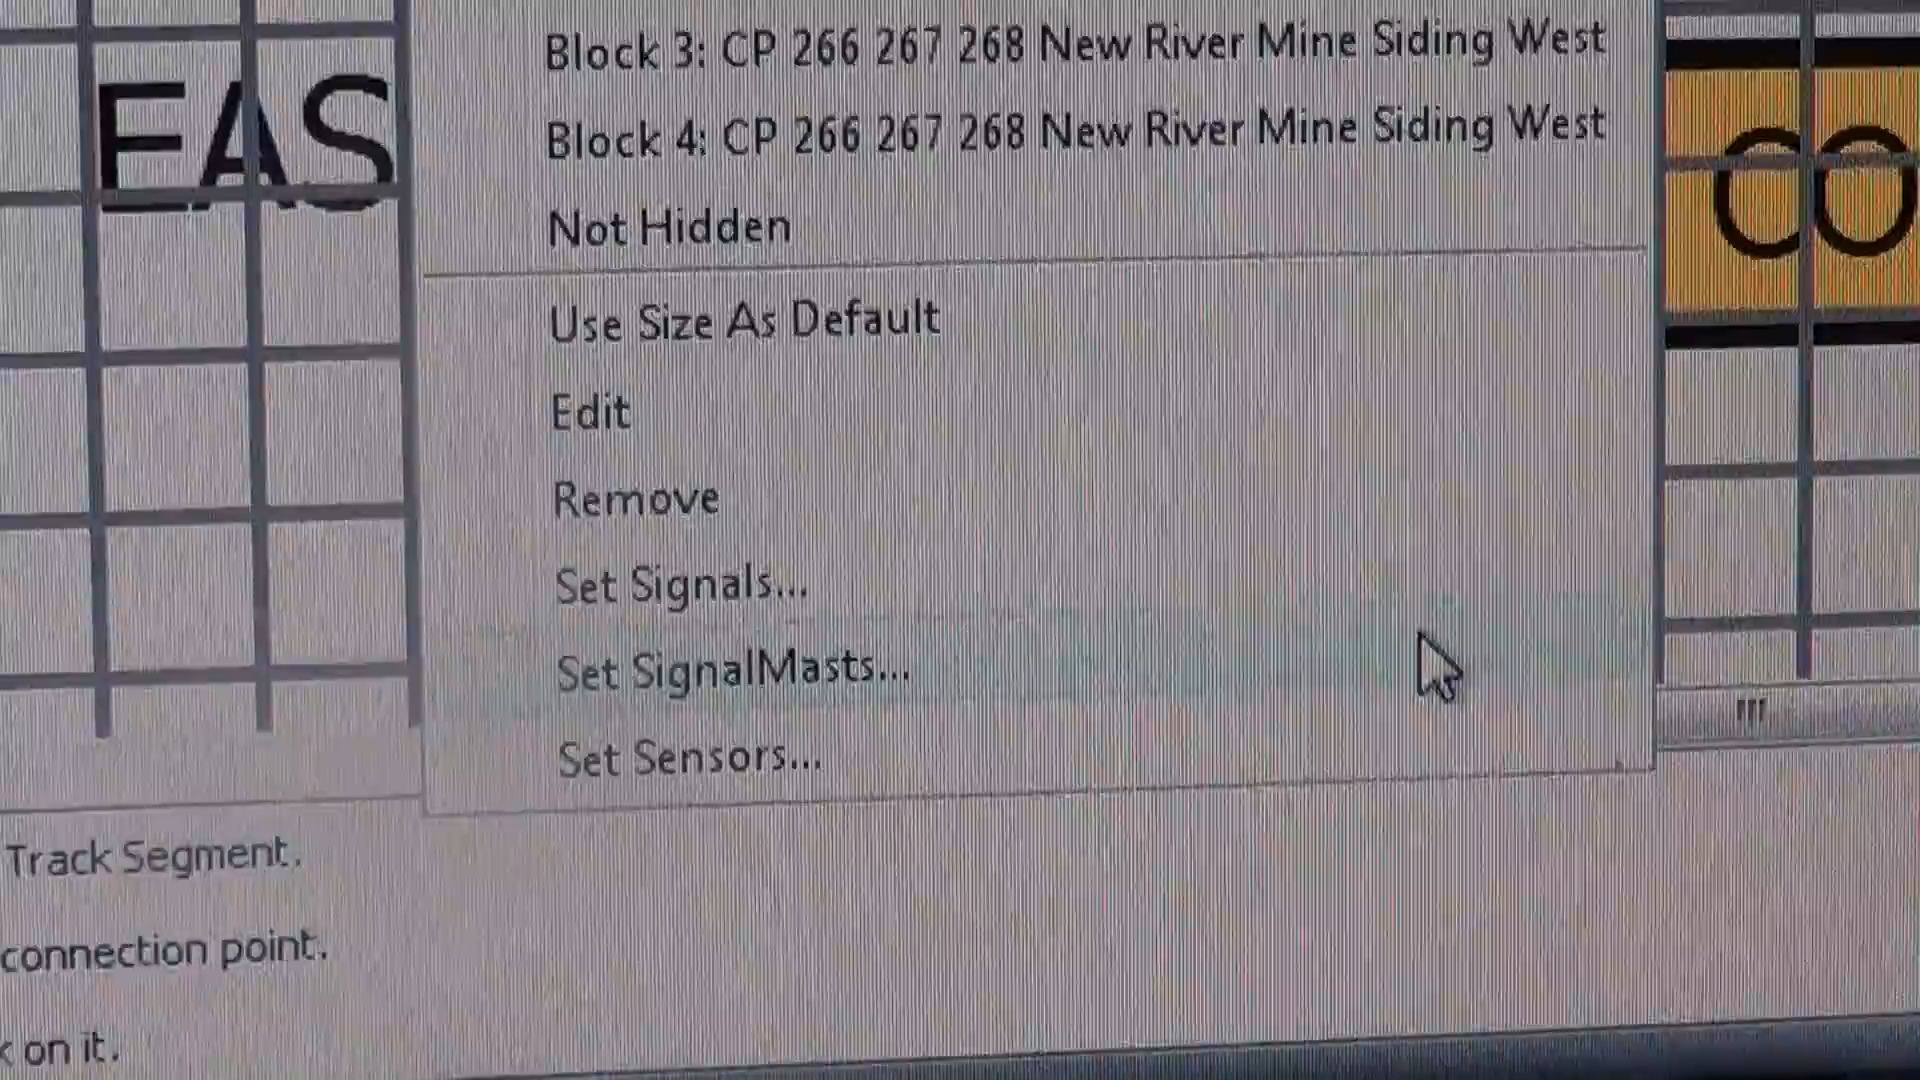 Block 3: CP 266 267 268 New River Mine Siding West
EAS
CO
Block 4: CP 266 267 268 New River Mine Siding West
Not Hidden
Use Size As Default
Edit
Remove
Set Signals...
Set SignalMasts...
Set Sensors...
Track Segment.
connection point.
k on it.